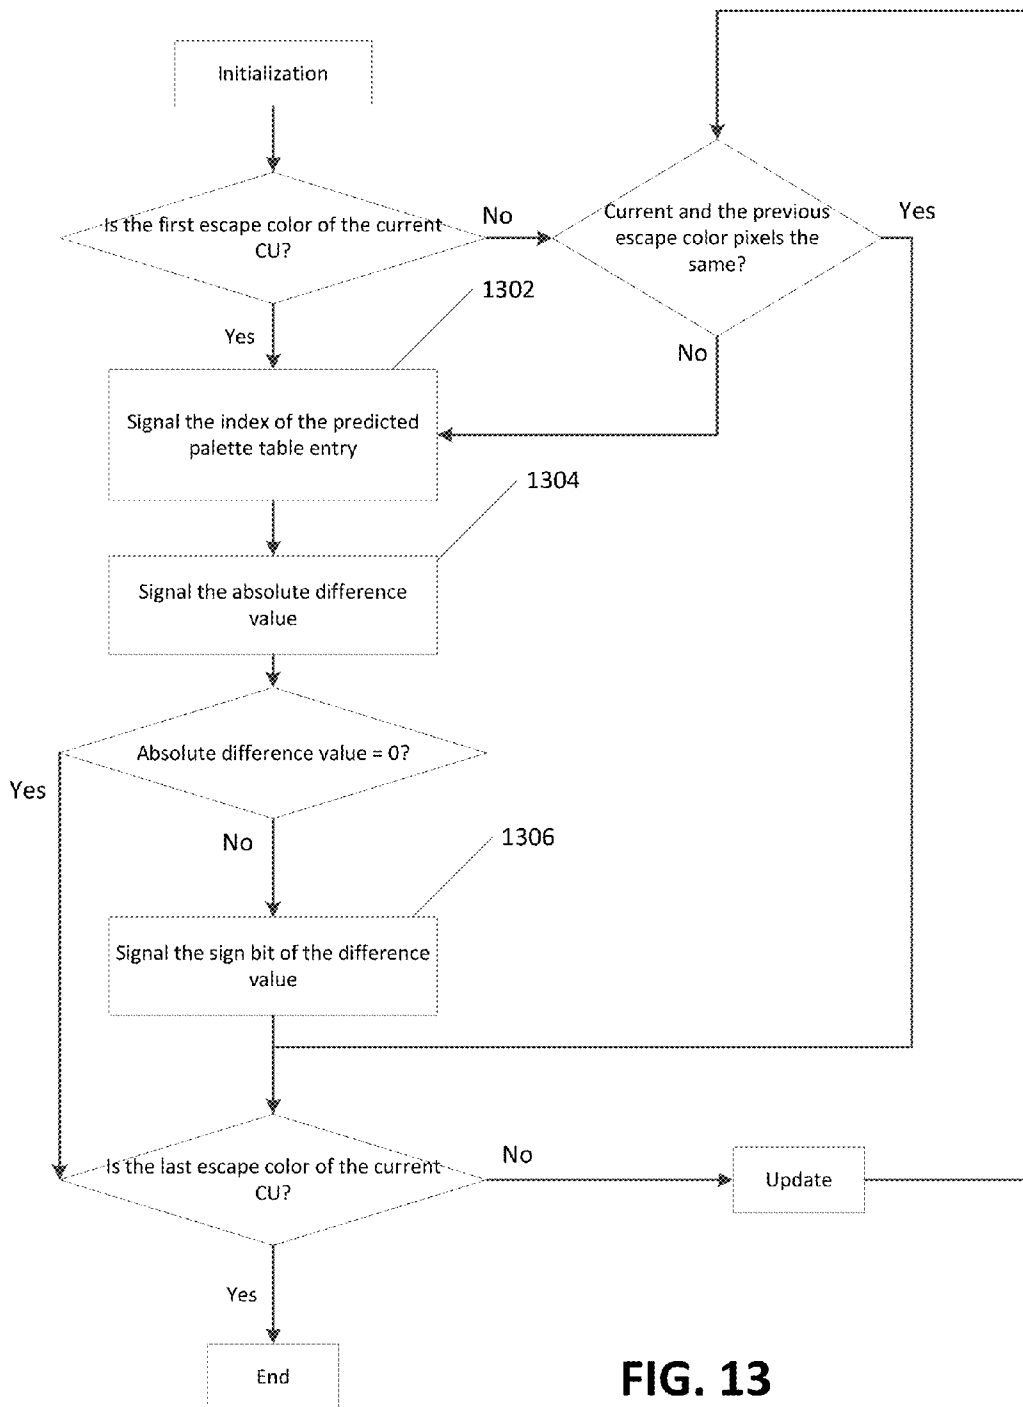 Initialization
Is the first escape color of the current
CU?
No
Current and the previous
escape color pixels the
same?
Yes
1302
Yes
No
Signal the index of the predicted
palette table entry
1304
Signal the absolute difference
value
Absolute difference value = 0?
Yes
No
1306
Signal the sign bit of the difference
value
Is the last escape color of the current
CU?
No
Update
Yes
End
FIG. 13